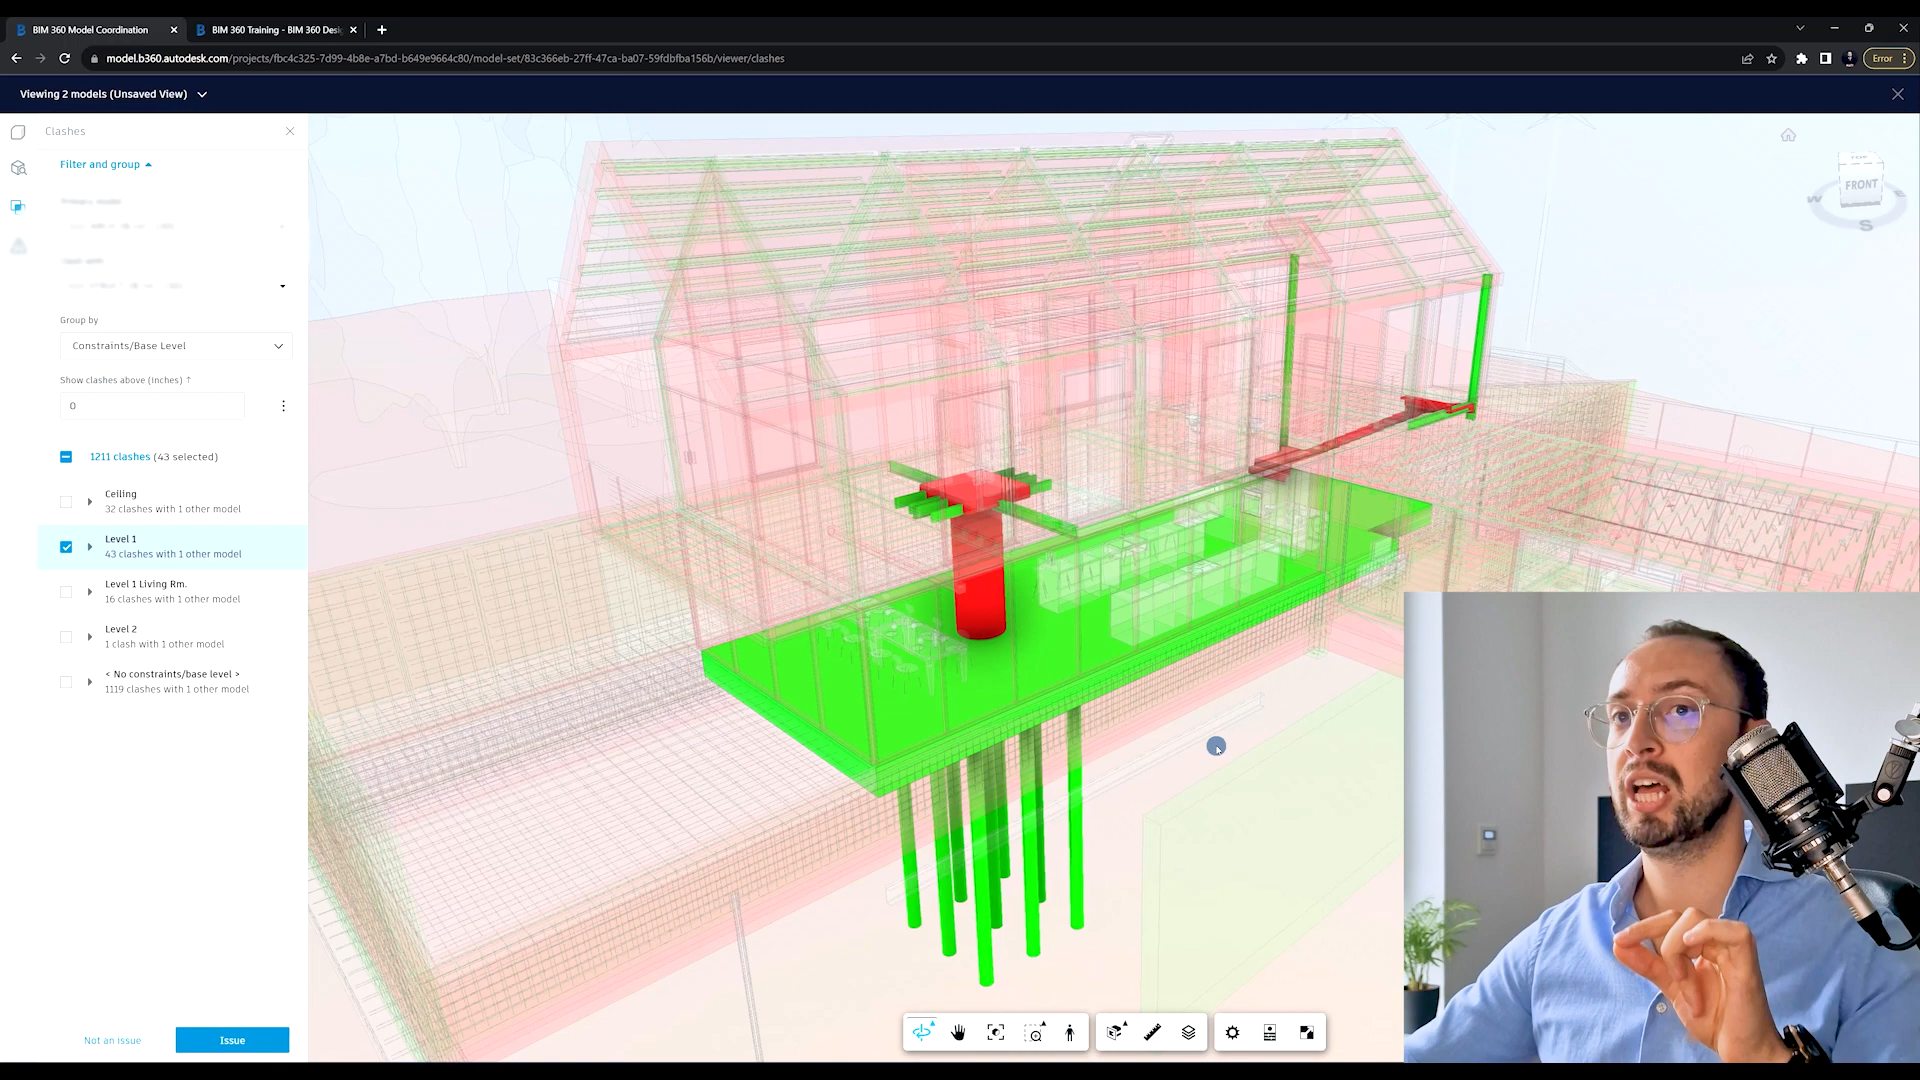 BIM 360 Model Coordination
BIM 360 Training - BIM 360 Desi
model.b360.autodesk.com/projects/fbc4c325-7d99-4b8e-a7bd-b649e9664c80/model-set/83c366eb-27ff-47ca-ba07-59fdbfba156b/viewer/clashes
Error
Viewing 2 models (Unsaved View)
Clashes
Filter and group
Group by
Constraints/Base Level
Show clashes above (inches) ↑
0
1211 clashes (43 selected)
Ceiling
32 clashes with 1 other model
Level 1
43 clashes with 1 other model
Level 1 Living Rm.
16 clashes with 1 other model
Level 2
1 clash with 1 other model
< No constraints/base level >
1119 clashes with 1 other model
Not an issue
Issue
TOP
FRONT
W
E
S